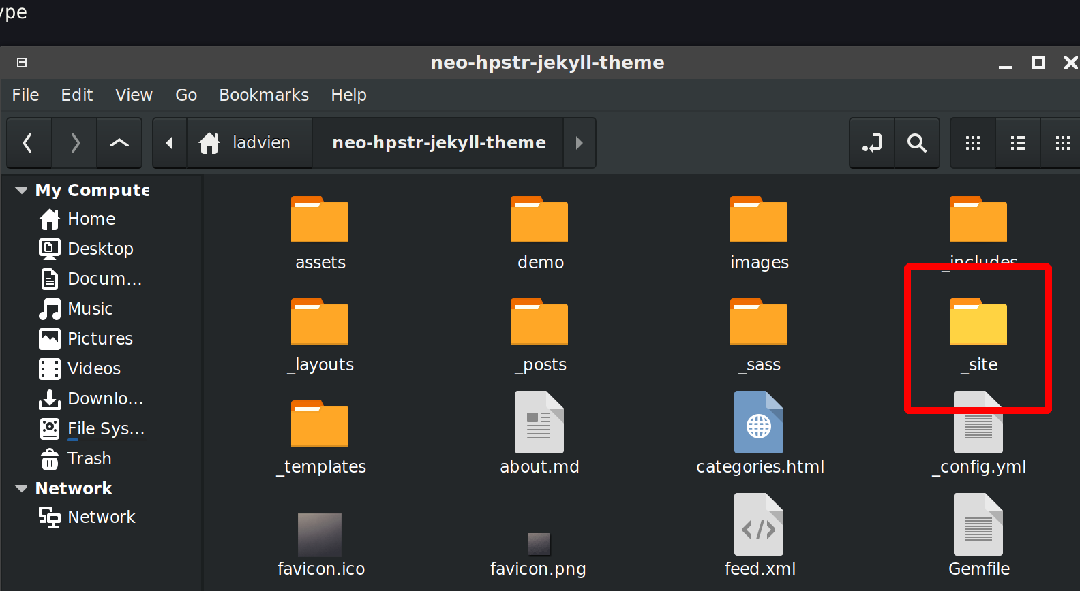 ype
neo-hpstr-jekyll-theme
File Edit View Go Bookmarks Help
ladvien neo-hpstr-jekyll-theme
My Compute
Home
Desktop
Docum...
Music
Pictures
Videos
Downlo...
File Sys...
Trash
Network
Network
assets demo images _includes
_layouts _posts _sass _site
_templates about.md categories.html _config.yml
favicon.ico favicon.png feed.xml Gemfile